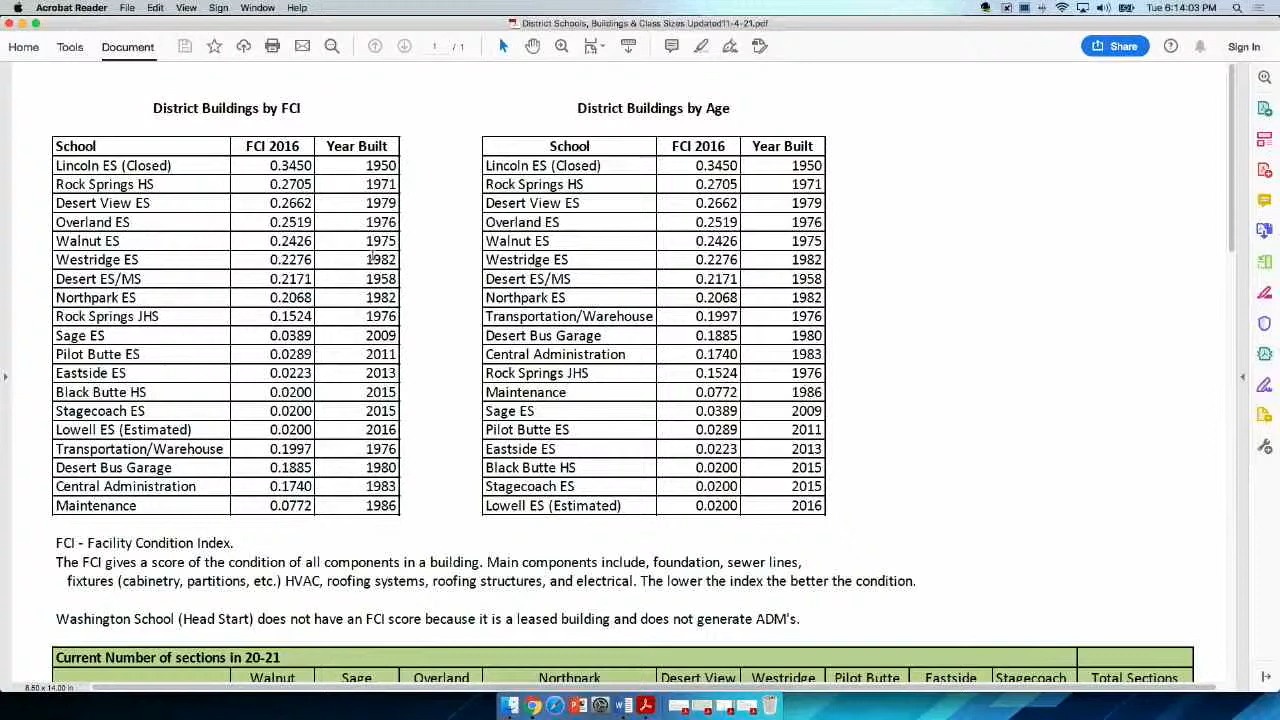 Acrobat Reader File Edit View Sign Window Help Tue 6:14:03 PM
District Schools, Buildings & Class Sizes Updated11-4-21.pdf
Home Tools Document 1 / 1 Share Sign In
District Buildings by FCI
School FCI 2016 Year Built
Lincoln ES (Closed) 0.3450 1950
Rock Springs HS 0.2705 1971
Desert View ES 0.2662 1979
Overland ES 0.2519 1976
Walnut ES 0.2426 1975
Westridge ES 0.2276 1982
Desert ES/MS 0.2171 1958
Northpark ES 0.2068 1982
Rock Springs JHS 0.1524 1976
Sage ES 0.0389 2009
Pilot Butte ES 0.0289 2011
Eastside ES 0.0223 2013
Black Butte HS 0.0200 2015
Stagecoach ES 0.0200 2015
Lowell ES (Estimated) 0.0200 2016
Transportation/Warehouse 0.1997 1976
Desert Bus Garage 0.1885 1980
Central Administration 0.1740 1983
Maintenance 0.0772 1986
District Buildings by Age
School FCI 2016 Year Built
Lincoln ES (Closed) 0.3450 1950
Rock Springs HS 0.2705 1971
Desert View ES 0.2662 1979
Overland ES 0.2519 1976
Walnut ES 0.2426 1975
Westridge ES 0.2276 1982
Desert ES/MS 0.2171 1958
Northpark ES 0.2068 1982
Transportation/Warehouse 0.1997 1976
Desert Bus Garage 0.1885 1980
Central Administration 0.1740 1983
Rock Springs JHS 0.1524 1976
Maintenance 0.0772 1986
Sage ES 0.0389 2009
Pilot Butte ES 0.0289 2011
Eastside ES 0.0223 2013
Black Butte HS 0.0200 2015
Stagecoach ES 0.0200 2015
Lowell ES (Estimated) 0.0200 2016
FCI - Facility Condition Index.
The FCI gives a score of the condition of all components in a building. Main components include, foundation, sewer lines,
fixtures (cabinetry, partitions, etc.) HVAC, roofing systems, roofing structures, and electrical. The lower the index the better the condition.
Washington School (Head Start) does not have an FCI score because it is a leased building and does not generate ADM's.
Current Number of sections in 20-21
Walnut Sage Overland Northpark Desert View Westridge Pilot Butte Eastside Stagecoach Total Sections
8.50 x 14.00 in